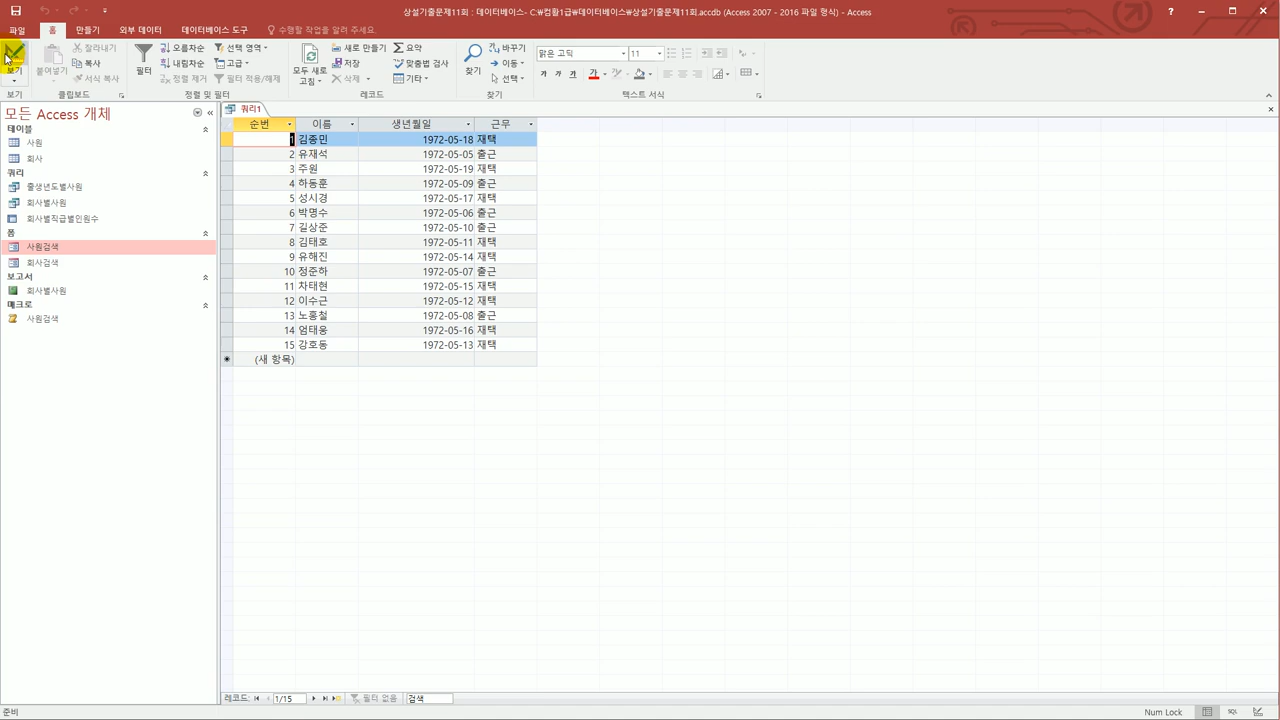 상설기출문제11회 : 데이터베이스- C:₩컴활1급₩데이터베이스₩상설기출문제11회.accdb (Access 2007 - 2016 파일 형식) - Access
파일 홈 만들기 외부 데이터 데이터베이스 도구 수행할 작업을 알려 주세요.
보기 붙여넣기 잘라내기 복사 서식 복사
필터 오름차순 내림차순 정렬 제거 선택 영역 고급 필터 적용/해제
모두 새로 고침 새로 만들기 저장 삭제 요약 맞춤법 검사 기타
찾기 바꾸기 이동 선택
맑은 고딕 11
가 가 가 가
보기 클립보드 정렬 및 필터 레코드 찾기 텍스트 서식
모든 Access 개체
테이블
사원
회사
쿼리
출생년도별사원
회사별사원
회사별직급별인원수
폼
사원검색
회사검색
보고서
회사별사원
매크로
사원검색
쿼리1
순번 이름 생년월일 근무
1 김종민 1972-05-18 재택
2 유재석 1972-05-05 출근
3 주원 1972-05-19 재택
4 하동훈 1972-05-09 출근
5 성시경 1972-05-17 재택
6 박명수 1972-05-06 출근
7 길상준 1972-05-10 출근
8 김태호 1972-05-11 재택
9 유해진 1972-05-14 재택
10 정준하 1972-05-07 출근
11 차태현 1972-05-15 재택
12 이수근 1972-05-12 재택
13 노홍철 1972-05-08 출근
14 엄태웅 1972-05-16 재택
15 강호동 1972-05-13 재택
(새 항목)
레코드: 1/15 필터 없음 검색
준비 Num Lock SQL